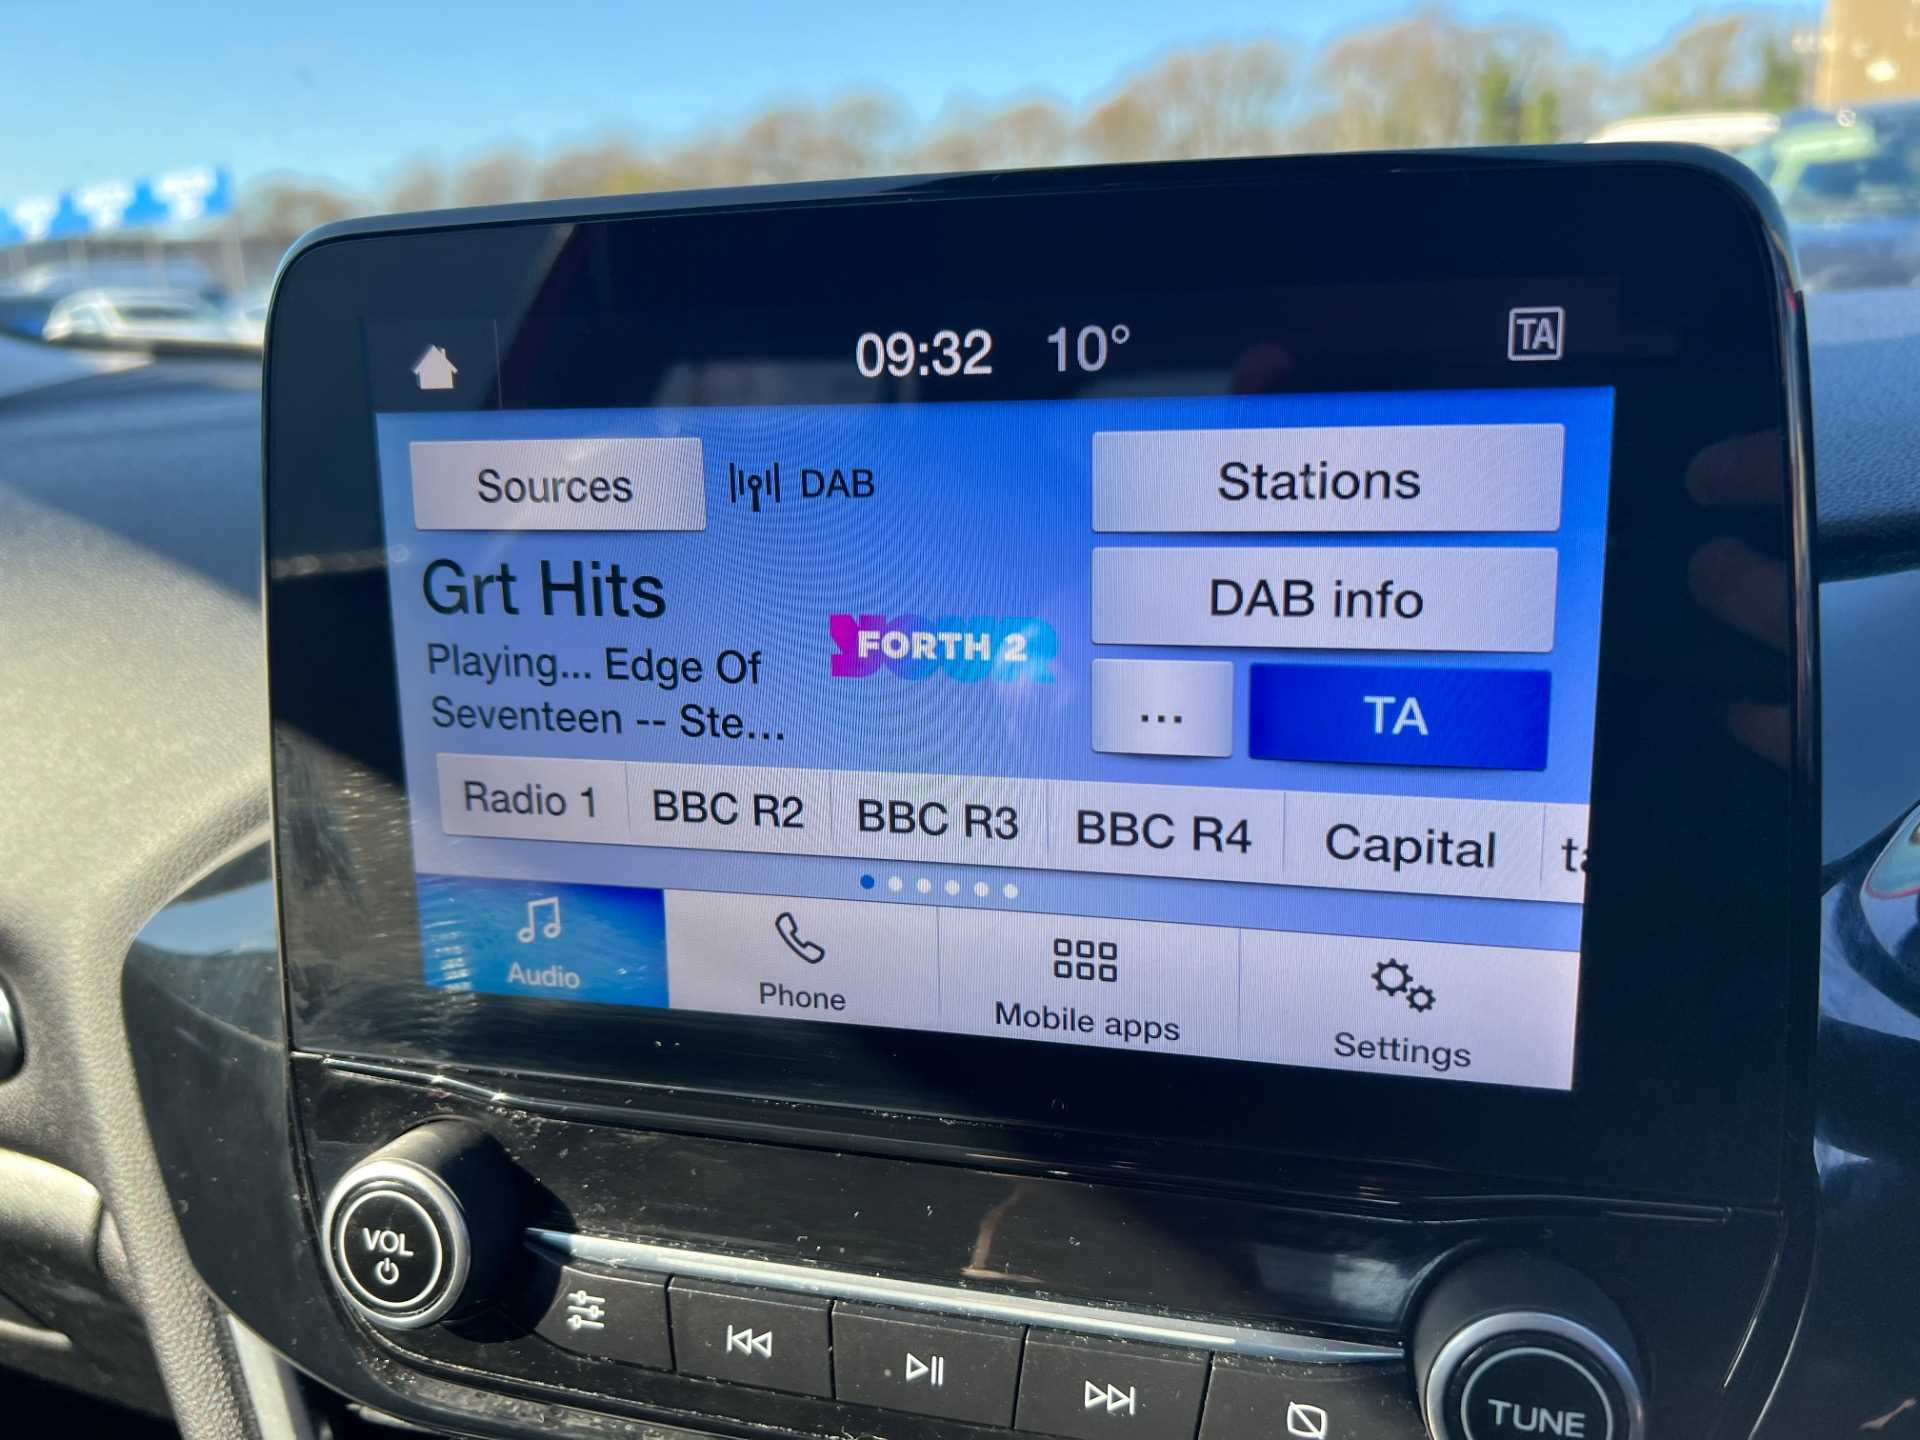 09:32 10°
TA
Sources
DAB
Stations
Grt Hits
DAB info
Playing... Edge Of
Seventeen -- Ste...
YOUR
FORTH 2
...
TA
Radio 1
BBC R2
BBC R3
BBC R4
Capital
Audio
Phone
Mobile apps
Settings
VOL
TUNE